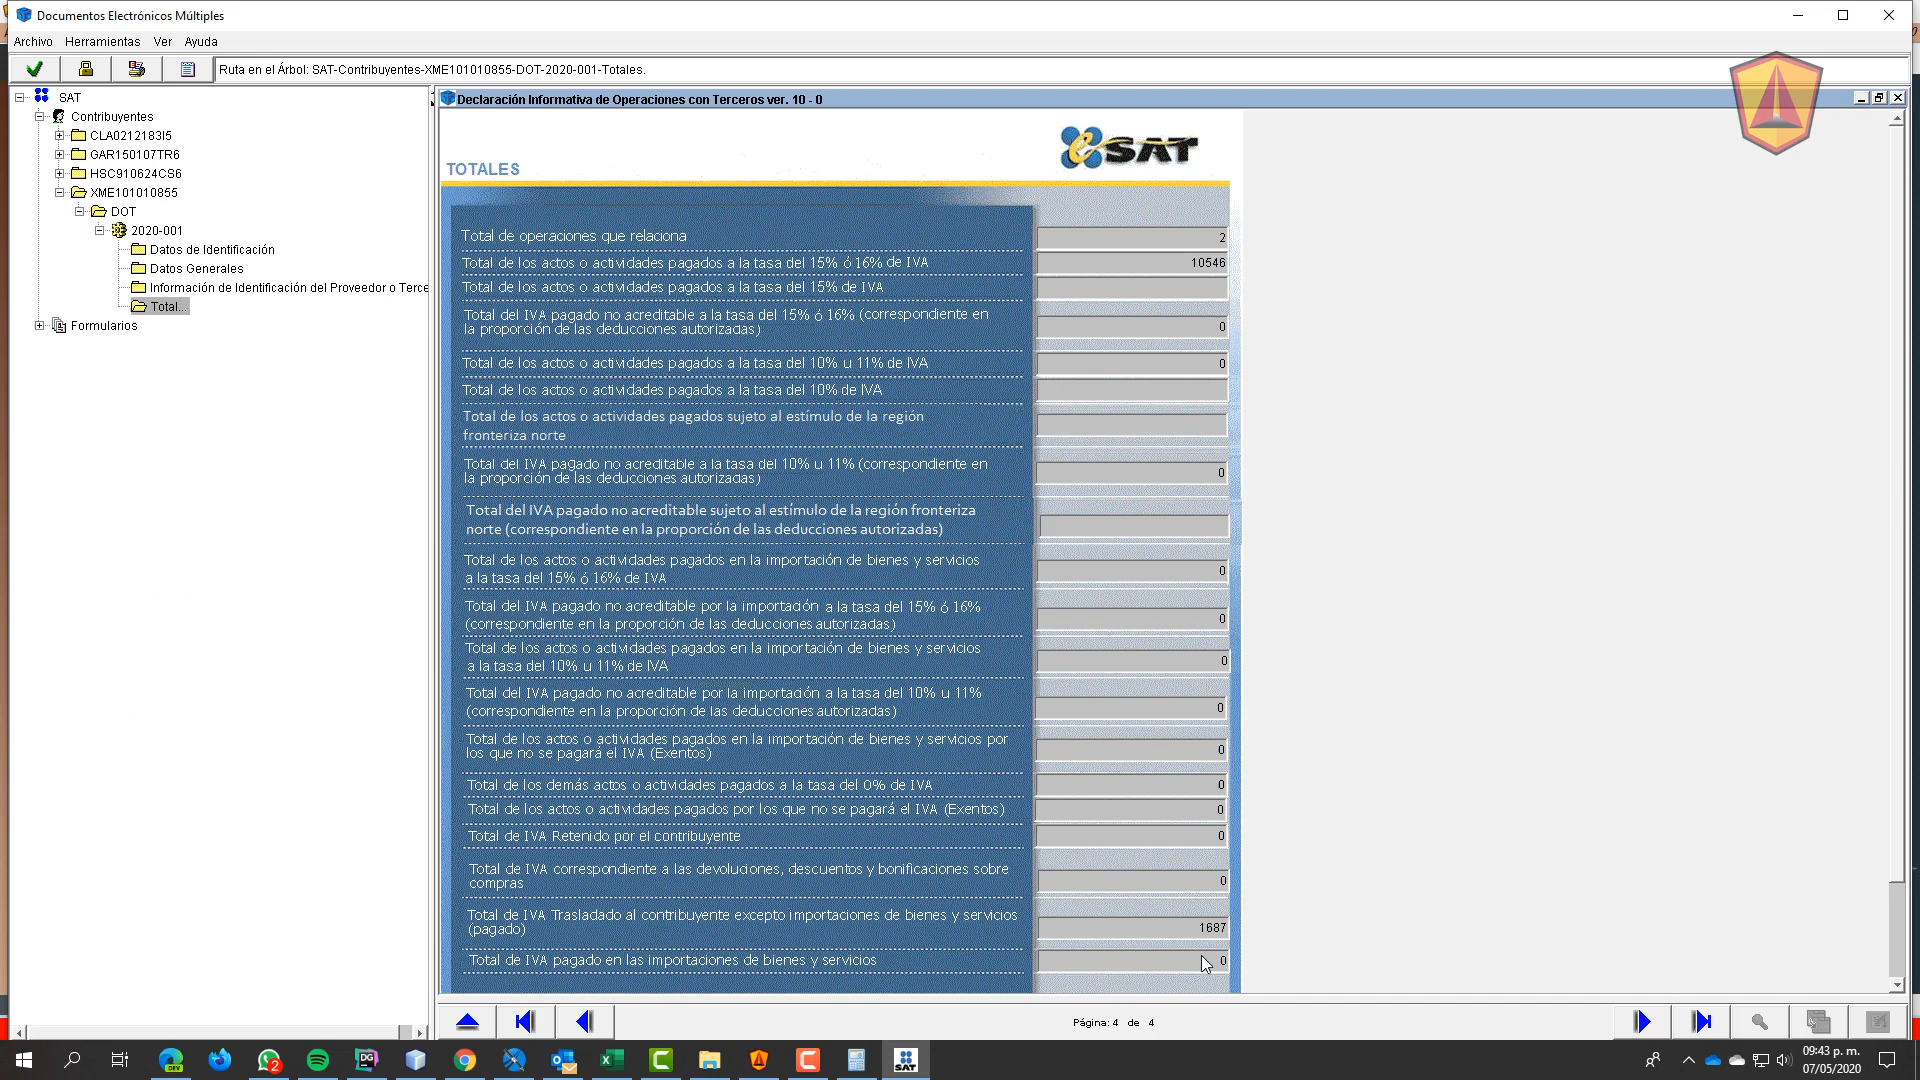 Documentos Electrónicos Múltiples
Archivo Herramientas Ver Ayuda
Ruta en el Árbol: SAT-Contribuyentes-XME101010855-DOT-2020-001-Totales.
SAT
Contribuyentes
CLA0212183I5
GAR150107TR6
HSC910624CS6
XME101010855
DOT
2020-001
Datos de Identificación
Datos Generales
Información de Identificación del Proveedor o Terce
Total...
Formularios
Declaración Informativa de Operaciones con Terceros ver. 10 - 0
eSAT
TOTALES
Total de operaciones que relaciona 2
Total de los actos o actividades pagados a la tasa del 15% ó 16% de IVA 10546
Total de los actos o actividades pagados a la tasa del 15% de IVA
Total del IVA pagado no acreditable a la tasa del 15% ó 16% (correspondiente en
la proporción de las deducciones autorizadas) 0
Total de los actos o actividades pagados a la tasa del 10% u 11% de IVA 0
Total de los actos o actividades pagados a la tasa del 10% de IVA
Total de los actos o actividades pagados sujeto al estímulo de la región
fronteriza norte
Total del IVA pagado no acreditable a la tasa del 10% u 11% (correspondiente en
la proporción de las deducciones autorizadas) 0
Total del IVA pagado no acreditable sujeto al estímulo de la región fronteriza
norte (correspondiente en la proporción de las deducciones autorizadas)
Total de los actos o actividades pagados en la importación de bienes y servicios
a la tasa del 15% ó 16% de IVA 0
Total del IVA pagado no acreditable por la importación a la tasa del 15% ó 16%
(correspondiente en la proporción de las deducciones autorizadas) 0
Total de los actos o actividades pagados en la importación de bienes y servicios
a la tasa del 10% u 11% de IVA 0
Total del IVA pagado no acreditable por la importación a la tasa del 10% u 11%
(correspondiente en la proporción de las deducciones autorizadas) 0
Total de los actos o actividades pagados en la importación de bienes y servicios por
los que no se pagará el IVA (Exentos) 0
Total de los demás actos o actividades pagados a la tasa del 0% de IVA 0
Total de los actos o actividades pagados por los que no se pagará el IVA (Exentos) 0
Total de IVA Retenido por el contribuyente 0
Total de IVA correspondiente a las devoluciones, descuentos y bonificaciones sobre
compras 0
Total de IVA Trasladado al contribuyente excepto importaciones de bienes y servicios
(pagado) 1687
Total de IVA pagado en las importaciones de bienes y servicios 0
Página: 4 de 4
DEV
2
DG
SAT
09:43 p. m.
07/05/2020